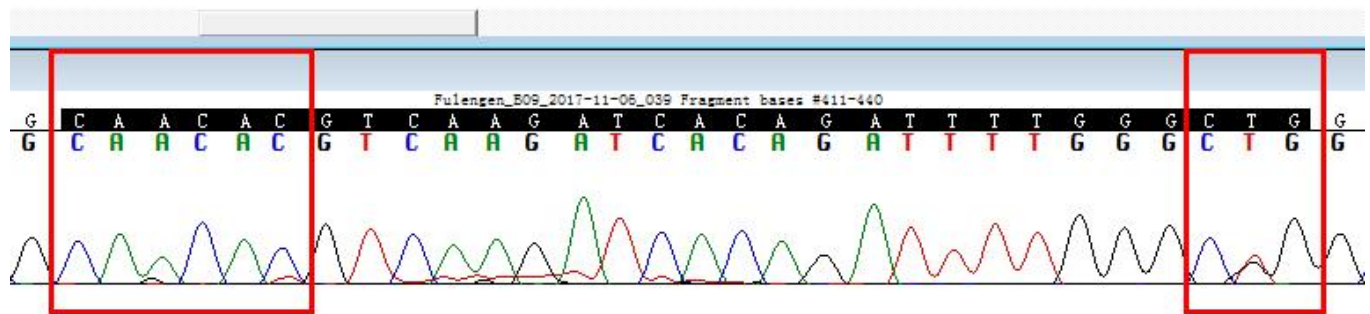 Fulengen_B09_2017-11-06_039 Fragment bases #411-440
G C A A C A C G T C A A G A T C A C A G A T T T T G G G C T G G
G C A A C A C G T C A A G A T C A C A G A T T T T G G G C T G G